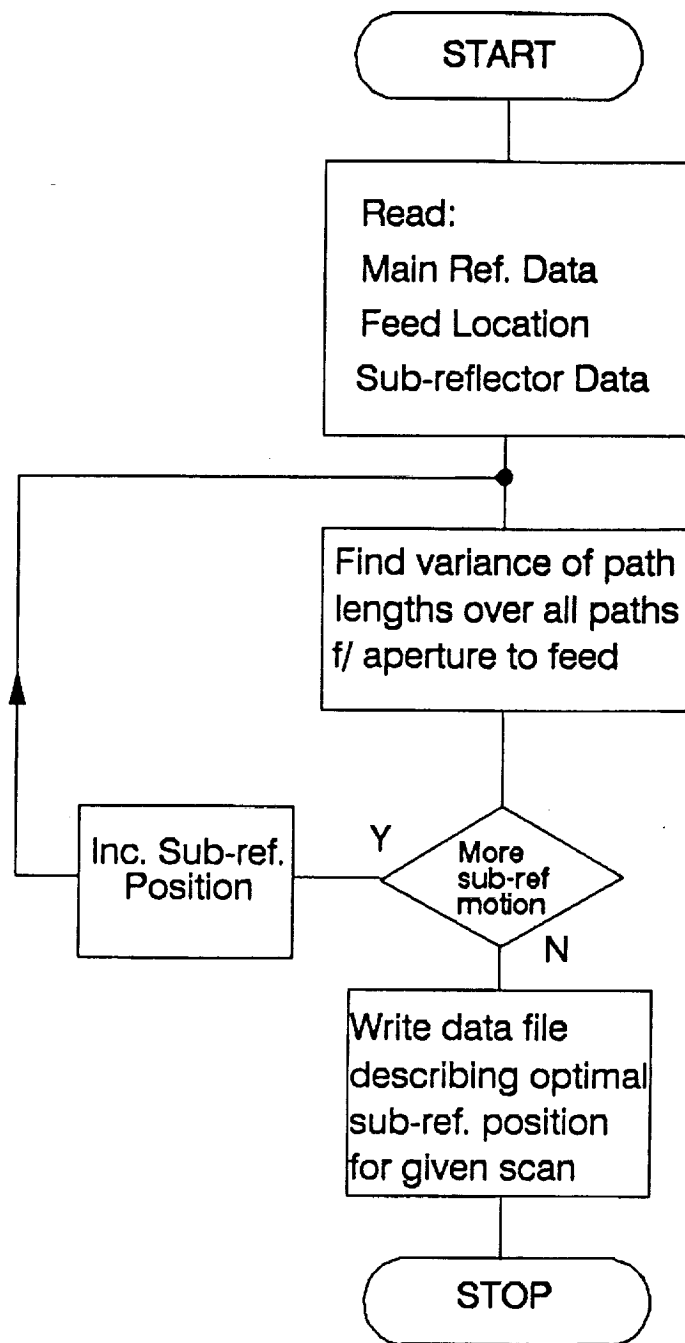 START
Read:
Main Ref. Data
Feed Location
Sub-reflector Data
Find variance of path
lengths over all paths
f/ aperture to feed
Inc. Sub-ref.
Position
Y
More
sub-ref
motion
N
Write data file
describing optimal
sub-ref. position
for given scan
STOP